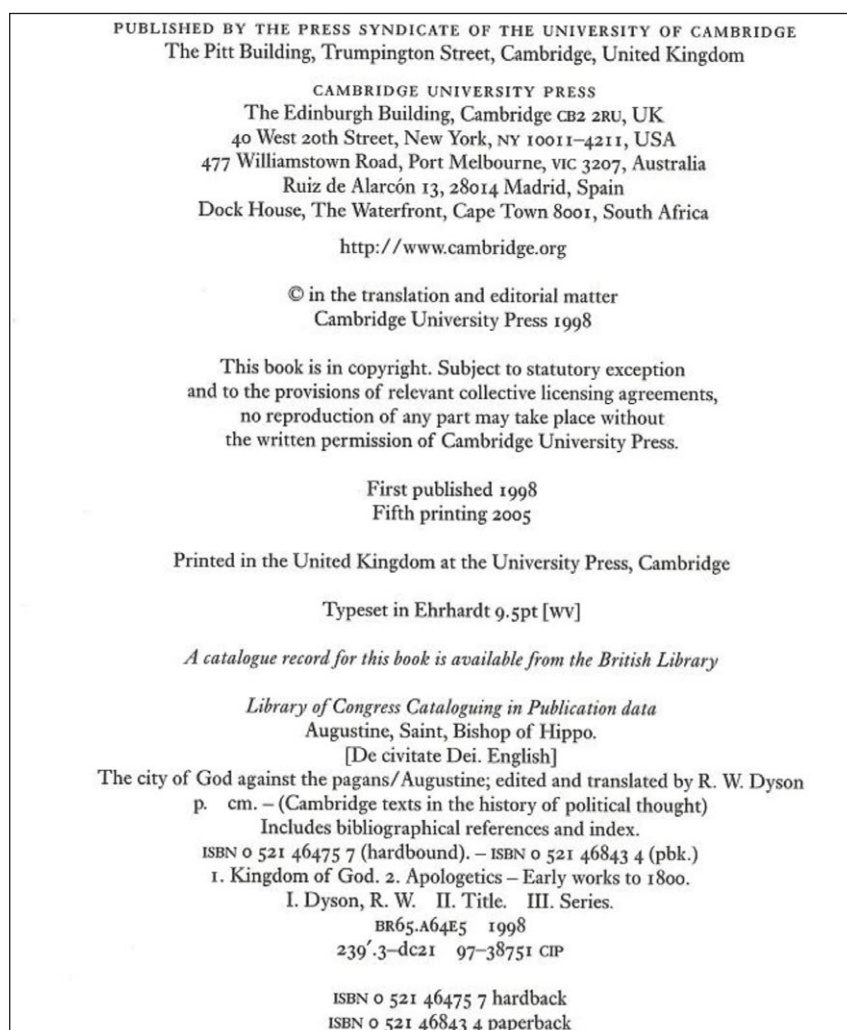 PUBLISHED BY THE PRESS SYNDICATE OF THE UNIVERSITY OF CAMBRIDGE
The Pitt Building, Trumpington Street, Cambridge, United Kingdom
CAMBRIDGE UNIVERSITY PRESS
The Edinburgh Building, Cambridge CB2 2RU, UK
40 West 20th Street, New York, NY 10011–4211, USA
477 Williamstown Road, Port Melbourne, VIC 3207, Australia
Ruiz de Alarcón 13, 28014 Madrid, Spain
Dock House, The Waterfront, Cape Town 8001, South Africa
http://www.cambridge.org
© in the translation and editorial matter
Cambridge University Press 1998
This book is in copyright. Subject to statutory exception
and to the provisions of relevant collective licensing agreements,
no reproduction of any part may take place without
the written permission of Cambridge University Press.
First published 1998
Fifth printing 2005
Printed in the United Kingdom at the University Press, Cambridge
Typeset in Ehrhardt 9.5pt [WV]
A catalogue record for this book is available from the British Library
Library of Congress Cataloguing in Publication data
Augustine, Saint, Bishop of Hippo.
[De civitate Dei. English]
The city of God against the pagans/Augustine; edited and translated by R. W. Dyson
p. cm. – (Cambridge texts in the history of political thought)
Includes bibliographical references and index.
ISBN 0 521 46475 7 (hardbound). – ISBN 0 521 46843 4 (pbk.)
1. Kingdom of God. 2. Apologetics – Early works to 1800.
I. Dyson, R. W. II. Title. III. Series.
BR65.A64E5 1998
239′.3–dc21 97–38751 CIP
ISBN 0 521 46475 7 hardback
ISBN 0 521 46843 4 paperback